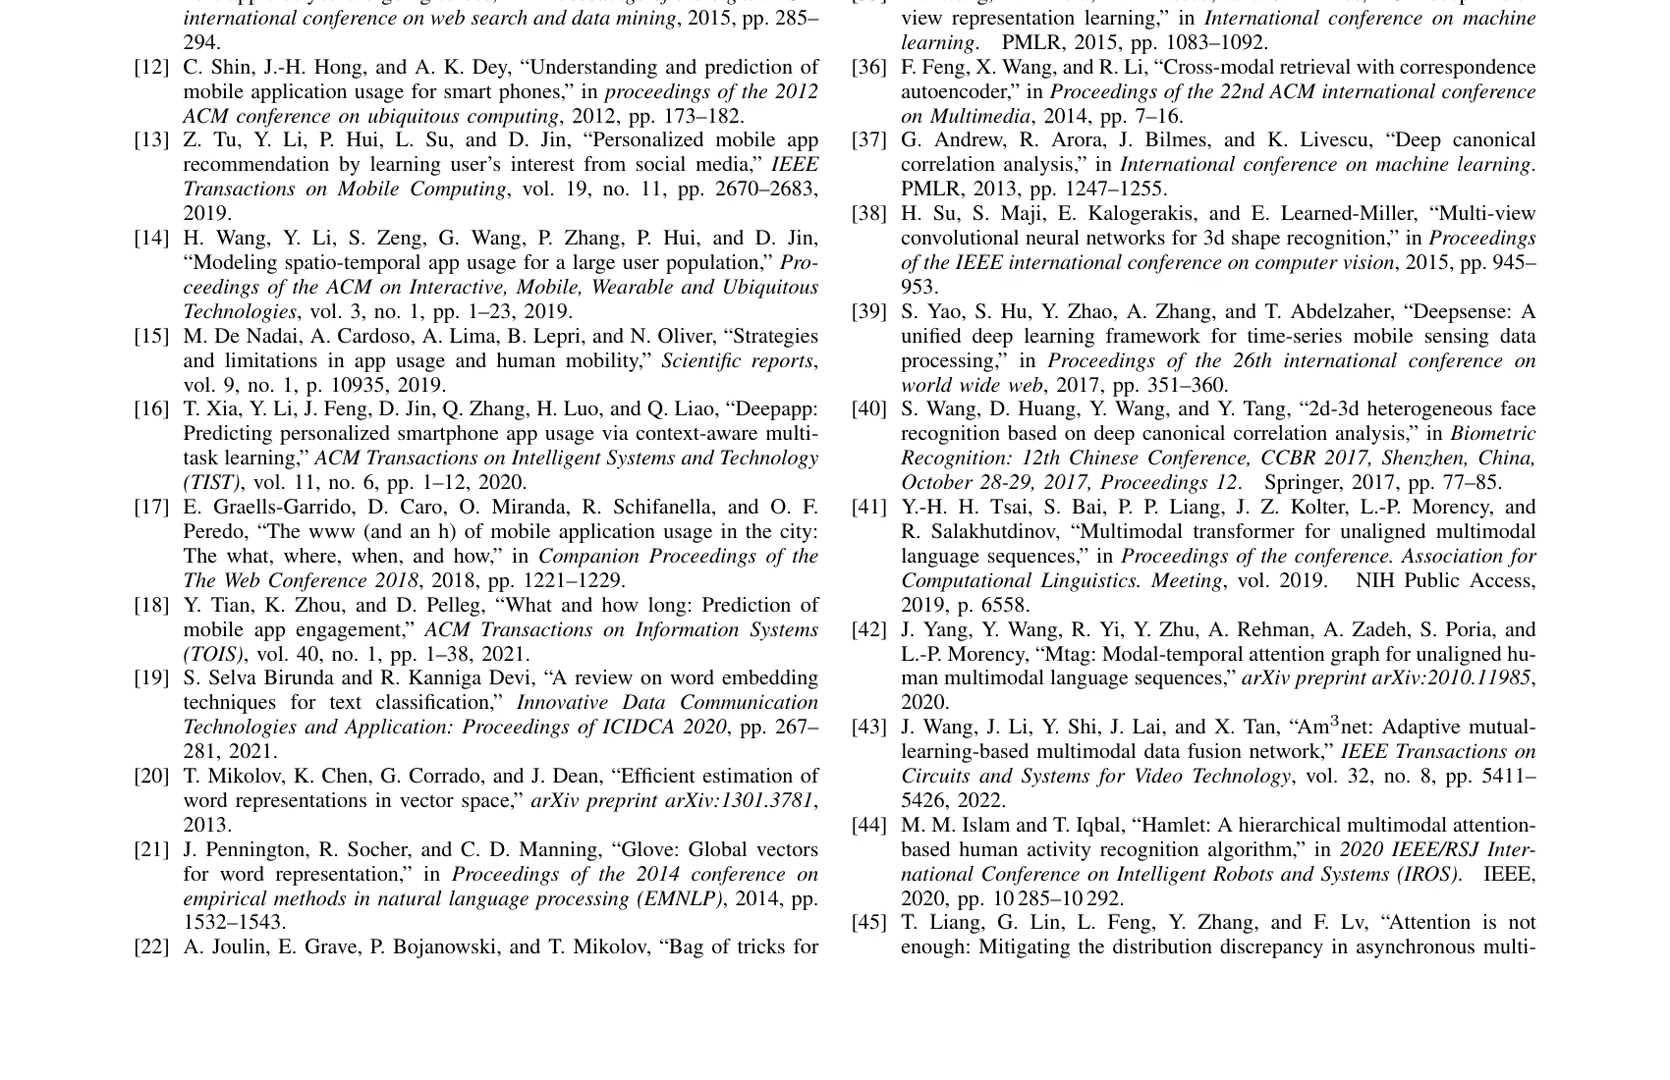 international conference on web search and data mining, 2015, pp. 285–
294.
[12] C. Shin, J.-H. Hong, and A. K. Dey, “Understanding and prediction of
mobile application usage for smart phones,” in proceedings of the 2012
ACM conference on ubiquitous computing, 2012, pp. 173–182.
[13] Z. Tu, Y. Li, P. Hui, L. Su, and D. Jin, “Personalized mobile app
recommendation by learning user’s interest from social media,” IEEE
Transactions on Mobile Computing, vol. 19, no. 11, pp. 2670–2683,
2019.
[14] H. Wang, Y. Li, S. Zeng, G. Wang, P. Zhang, P. Hui, and D. Jin,
“Modeling spatio-temporal app usage for a large user population,” Pro-
ceedings of the ACM on Interactive, Mobile, Wearable and Ubiquitous
Technologies, vol. 3, no. 1, pp. 1–23, 2019.
[15] M. De Nadai, A. Cardoso, A. Lima, B. Lepri, and N. Oliver, “Strategies
and limitations in app usage and human mobility,” Scientific reports,
vol. 9, no. 1, p. 10935, 2019.
[16] T. Xia, Y. Li, J. Feng, D. Jin, Q. Zhang, H. Luo, and Q. Liao, “Deepapp:
Predicting personalized smartphone app usage via context-aware multi-
task learning,” ACM Transactions on Intelligent Systems and Technology
(TIST), vol. 11, no. 6, pp. 1–12, 2020.
[17] E. Graells-Garrido, D. Caro, O. Miranda, R. Schifanella, and O. F.
Peredo, “The www (and an h) of mobile application usage in the city:
The what, where, when, and how,” in Companion Proceedings of the
The Web Conference 2018, 2018, pp. 1221–1229.
[18] Y. Tian, K. Zhou, and D. Pelleg, “What and how long: Prediction of
mobile app engagement,” ACM Transactions on Information Systems
(TOIS), vol. 40, no. 1, pp. 1–38, 2021.
[19] S. Selva Birunda and R. Kanniga Devi, “A review on word embedding
techniques for text classification,” Innovative Data Communication
Technologies and Application: Proceedings of ICIDCA 2020, pp. 267–
281, 2021.
[20] T. Mikolov, K. Chen, G. Corrado, and J. Dean, “Efficient estimation of
word representations in vector space,” arXiv preprint arXiv:1301.3781,
2013.
[21] J. Pennington, R. Socher, and C. D. Manning, “Glove: Global vectors
for word representation,” in Proceedings of the 2014 conference on
empirical methods in natural language processing (EMNLP), 2014, pp.
1532–1543.
[22] A. Joulin, E. Grave, P. Bojanowski, and T. Mikolov, “Bag of tricks for
view representation learning,” in International conference on machine
learning. PMLR, 2015, pp. 1083–1092.
[36] F. Feng, X. Wang, and R. Li, “Cross-modal retrieval with correspondence
autoencoder,” in Proceedings of the 22nd ACM international conference
on Multimedia, 2014, pp. 7–16.
[37] G. Andrew, R. Arora, J. Bilmes, and K. Livescu, “Deep canonical
correlation analysis,” in International conference on machine learning.
PMLR, 2013, pp. 1247–1255.
[38] H. Su, S. Maji, E. Kalogerakis, and E. Learned-Miller, “Multi-view
convolutional neural networks for 3d shape recognition,” in Proceedings
of the IEEE international conference on computer vision, 2015, pp. 945–
953.
[39] S. Yao, S. Hu, Y. Zhao, A. Zhang, and T. Abdelzaher, “Deepsense: A
unified deep learning framework for time-series mobile sensing data
processing,” in Proceedings of the 26th international conference on
world wide web, 2017, pp. 351–360.
[40] S. Wang, D. Huang, Y. Wang, and Y. Tang, “2d-3d heterogeneous face
recognition based on deep canonical correlation analysis,” in Biometric
Recognition: 12th Chinese Conference, CCBR 2017, Shenzhen, China,
October 28-29, 2017, Proceedings 12. Springer, 2017, pp. 77–85.
[41] Y.-H. H. Tsai, S. Bai, P. P. Liang, J. Z. Kolter, L.-P. Morency, and
R. Salakhutdinov, “Multimodal transformer for unaligned multimodal
language sequences,” in Proceedings of the conference. Association for
Computational Linguistics. Meeting, vol. 2019. NIH Public Access,
2019, p. 6558.
[42] J. Yang, Y. Wang, R. Yi, Y. Zhu, A. Rehman, A. Zadeh, S. Poria, and
L.-P. Morency, “Mtag: Modal-temporal attention graph for unaligned hu-
man multimodal language sequences,” arXiv preprint arXiv:2010.11985,
2020.
[43] J. Wang, J. Li, Y. Shi, J. Lai, and X. Tan, “Am³net: Adaptive mutual-
learning-based multimodal data fusion network,” IEEE Transactions on
Circuits and Systems for Video Technology, vol. 32, no. 8, pp. 5411–
5426, 2022.
[44] M. M. Islam and T. Iqbal, “Hamlet: A hierarchical multimodal attention-
based human activity recognition algorithm,” in 2020 IEEE/RSJ Inter-
national Conference on Intelligent Robots and Systems (IROS). IEEE,
2020, pp. 10 285–10 292.
[45] T. Liang, G. Lin, L. Feng, Y. Zhang, and F. Lv, “Attention is not
enough: Mitigating the distribution discrepancy in asynchronous multi-